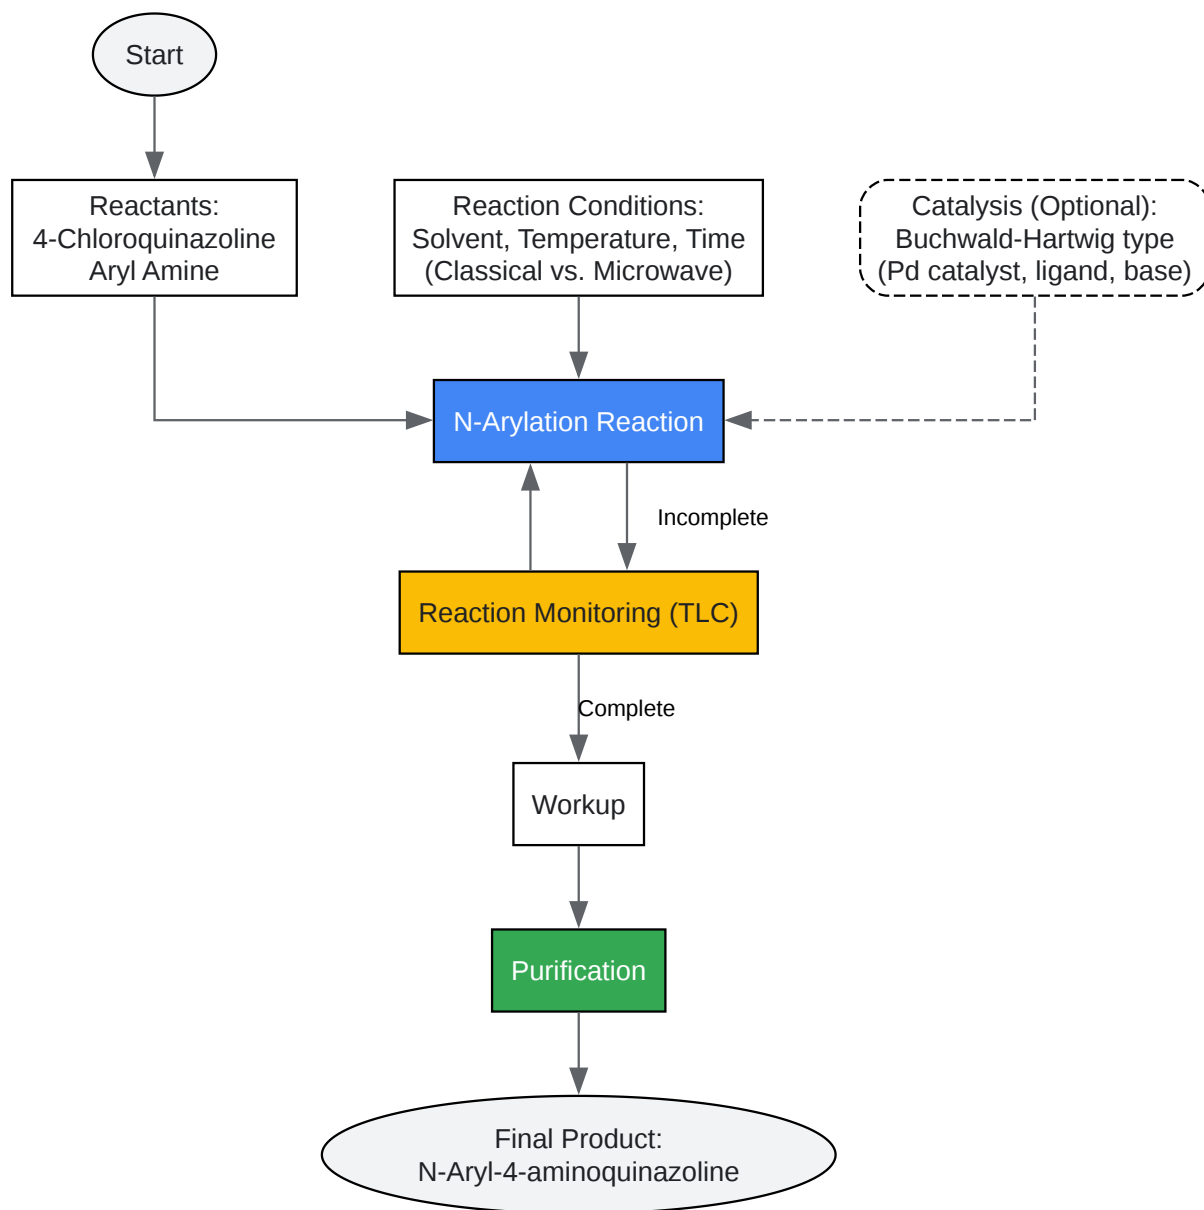 Start
Reactants:
4-Chloroquinazoline
Aryl Amine
Reaction Conditions:
Solvent, Temperature, Time
(Classical vs. Microwave)
Catalysis (Optional):
Buchwald-Hartwig type
(Pd catalyst, ligand, base)
N-Arylation Reaction
Incomplete
Reaction Monitoring (TLC)
Complete
Workup
Purification
Final Product:
N-Aryl-4-aminoquinazoline